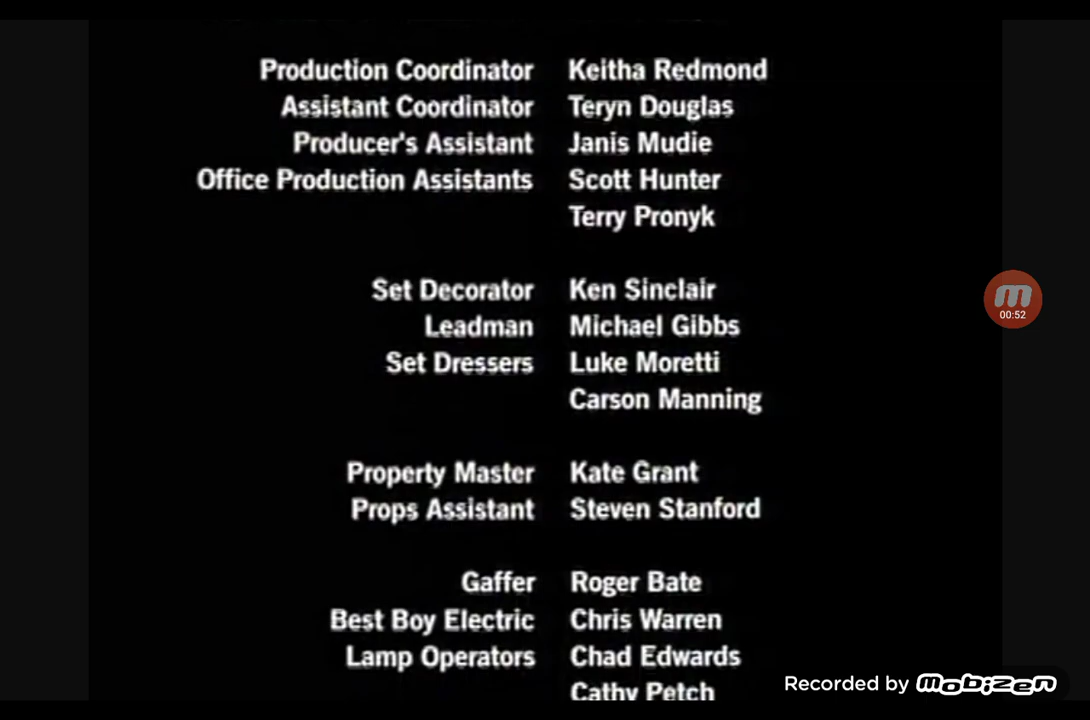 Production Coordinator Keitha Redmond
Assistant Coordinator Teryn Douglas
Producer's Assistant Janis Mudie
Office Production Assistants Scott Hunter
Terry Pronyk
Set Decorator Ken Sinclair
Leadman Michael Gibbs
Set Dressers Luke Moretti
Carson Manning
Property Master Kate Grant
Props Assistant Steven Stanford
Gaffer Roger Bate
Best Boy Electric Chris Warren
Lamp Operators Chad Edwards
Cathy Petch
00:52
Recorded by Mobizen